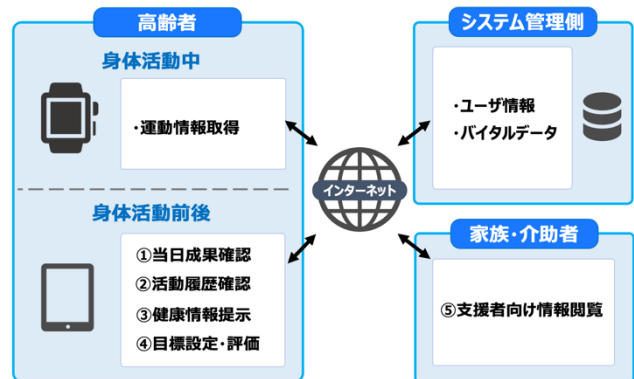 高齢者
身体活動中
・運動情報取得
身体活動前後
①当日成果確認
②活動履歴確認
③健康情報提示
④目標設定・評価
インターネット
システム管理側
・ユーザ情報
・バイタルデータ
家族・介助者
⑤支援者向け情報閲覧